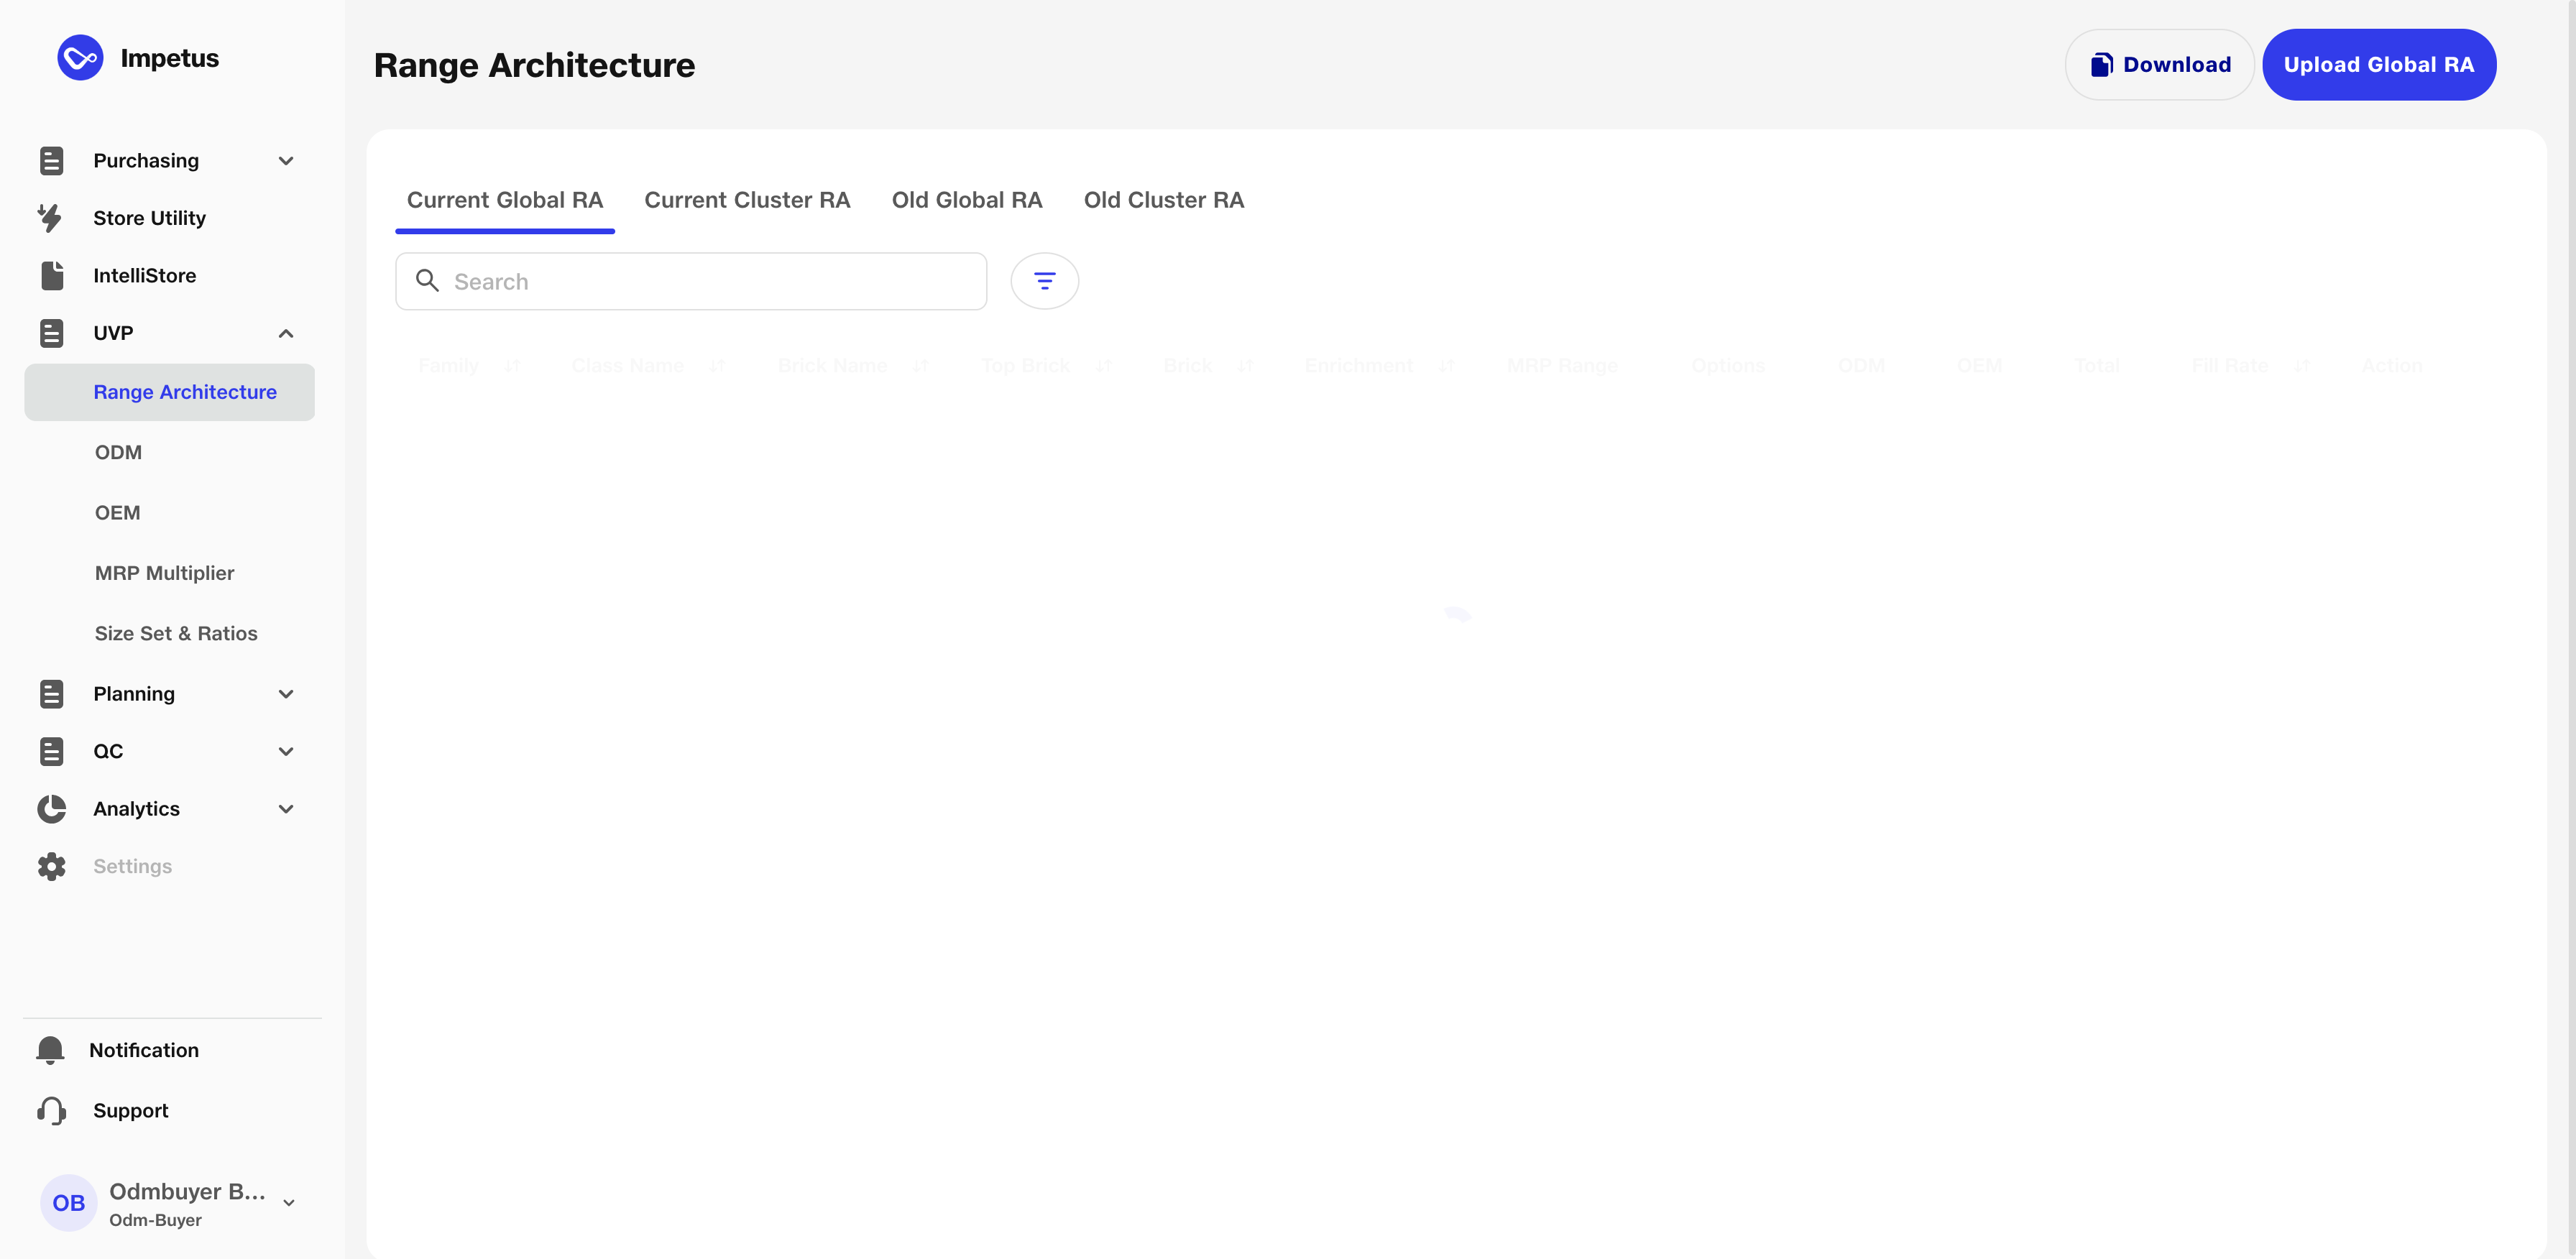 Impetus
Purchasing
Store Utility
IntelliStore
UVP
Range Architecture
ODM
OEM
MRP Multiplier
Size Set & Ratios
Planning
QC
Analytics
Settings
Notification
Support
OB
Odmbuyer B...
Odm-Buyer
Range Architecture
Download
Upload Global RA
Current Global RA Current Cluster RA Old Global RA Old Cluster RA
Search
Family Class Name Brick Name Top Brick Brick Enrichment MRP Range Options ODM OEM Total Fill Rate Action